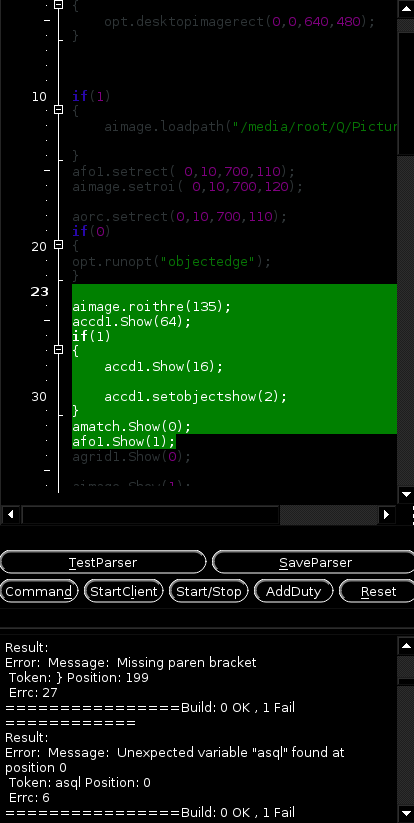 {
opt.desktopimagerect(0,0,640,480);
}
10 if(1)
{
aimage.loadpath("/media/root/Q/Pictur
}
afo1.setrect( 0,10,700,110);
aimage.setroi( 0,10,700,120);
aorc.setrect(0,10,700,110);
if(0)
20 {
opt.runopt("objectedge");
}
23
aimage.roithre(135);
accd1.Show(64);
if(1)
{
accd1.Show(16);
30 accd1.setobjectshow(2);
}
amatch.Show(0);
afo1.Show(1);
agrid1.Show(0);
aimage.Show(1);
TestParser SaveParser
Command StartClient Start/Stop AddDuty Reset
Result:
Error:  Message:  Missing paren bracket
Token: } Position: 199
Errc: 27
================Build: 0 OK , 1 Fail
============
Result:
Error:  Message:  Unexpected variable "asql" found at
position 0
Token: asql Position: 0
Errc: 6
================Build: 0 OK , 1 Fail